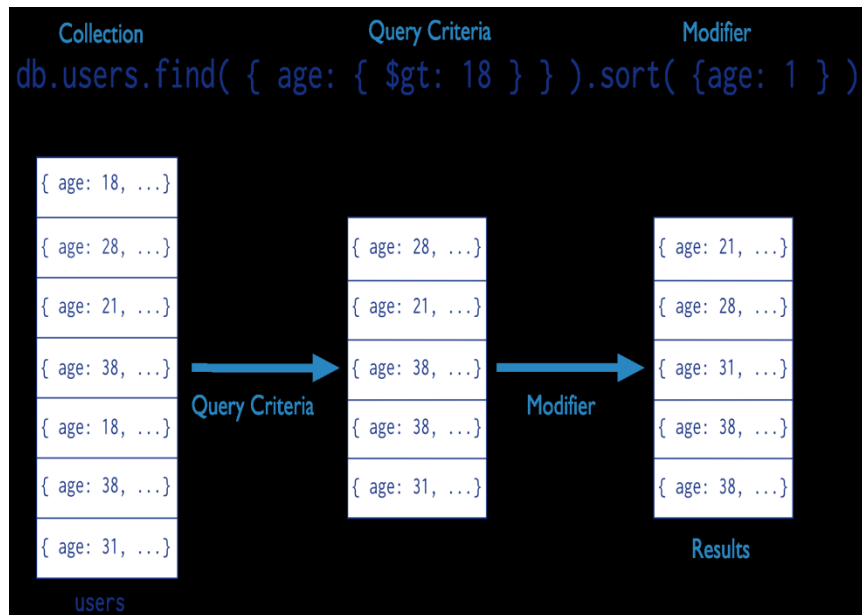 Collection
Query Criteria
Modifier
db.users.find( { age: { $gt: 18 } } ).sort( {age: 1 } )
{ age: 18, ...}
{ age: 28, ...}
{ age: 21, ...}
{ age: 38, ...}
{ age: 18, ...}
{ age: 38, ...}
{ age: 31, ...}
users
Query Criteria
{ age: 28, ...}
{ age: 21, ...}
{ age: 38, ...}
{ age: 38, ...}
{ age: 31, ...}
Modifier
{ age: 21, ...}
{ age: 28, ...}
{ age: 31, ...}
{ age: 38, ...}
{ age: 38, ...}
Results